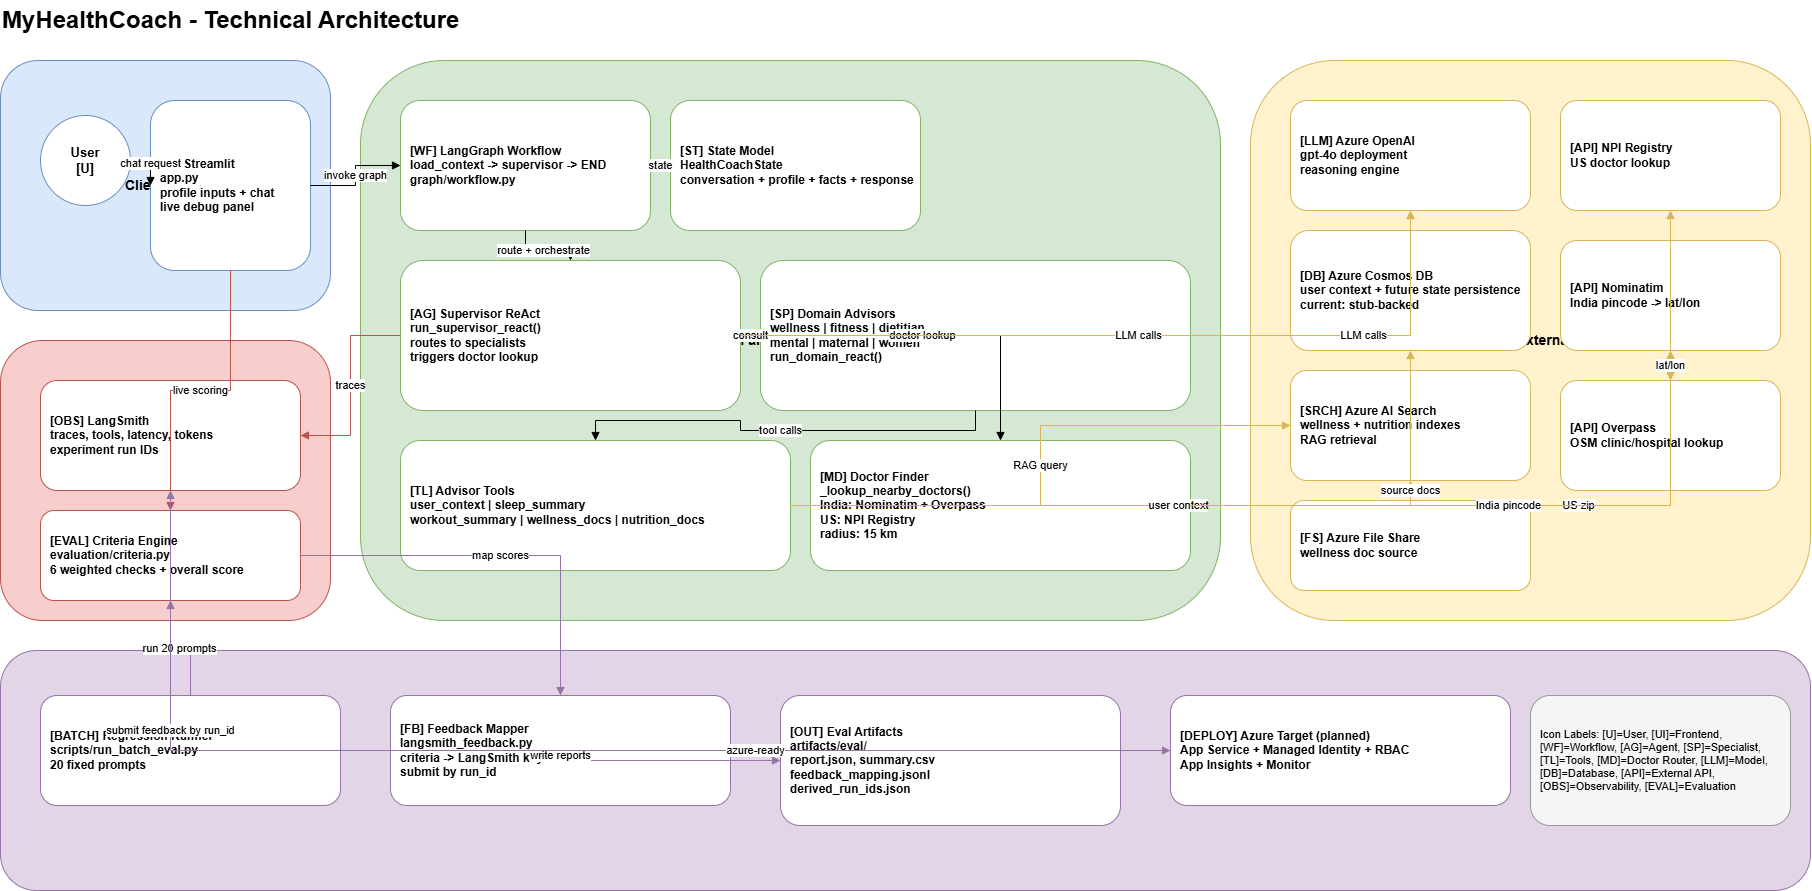 MyHealthCoach - Technical Architecture
User
[U]
chat request
Clie
Streamlit
app.py
profile inputs + chat
live debug panel
invoke graph
[WF] LangGraph Workflow
load_context -> supervisor -> END
graph/workflow.py
state
[ST] State Model
HealthCoachState
conversation + profile + facts + response
route + orchestrate
[AG] Supervisor ReAct
run_supervisor_react()
routes to specialists
triggers doctor lookup
consult
[SP] Domain Advisors
wellness | fitness | dietitian
mental | maternal | women
run_domain_react()
doctor lookup
LLM calls
LLM calls
traces
tool calls
[TL] Advisor Tools
user_context | sleep_summary
workout_summary | wellness_docs | nutrition_docs
[MD] Doctor Finder
_lookup_nearby_doctors()
India: Nominatim + Overpass
US: NPI Registry
radius: 15 km
RAG query
user context
[LLM] Azure OpenAI
gpt-4o deployment
reasoning engine
[API] NPI Registry
US doctor lookup
[DB] Azure Cosmos DB
user context + future state persistence
current: stub-backed
[API] Nominatim
India pincode -> lat/lon
xtern
lat/lon
[SRCH] Azure AI Search
wellness + nutrition indexes
RAG retrieval
[API] Overpass
OSM clinic/hospital lookup
source docs
India pincode
US zip
[FS] Azure File Share
wellness doc source
live scoring
[OBS] LangSmith
traces, tools, latency, tokens
experiment run IDs
[EVAL] Criteria Engine
evaluation/criteria.py
6 weighted checks + overall score
map scores
run 20 prompts
submit feedback by run_id
[BATCH] Regression Runner
scripts/run_batch_eval.py
20 fixed prompts
[FB] Feedback Mapper
langsmith_feedback.py
criteria -> LangSmith k
submit by run_id
write reports
azure-ready
[OUT] Eval Artifacts
artifacts/eval/
report.json, summary.csv
feedback_mapping.jsonl
derived_run_ids.json
[DEPLOY] Azure Target (planned)
App Service + Managed Identity + RBAC
App Insights + Monitor
Icon Labels: [U]=User, [UI]=Frontend,
[WF]=Workflow, [AG]=Agent, [SP]=Specialist,
[TL]=Tools, [MD]=Doctor Router, [LLM]=Model,
[DB]=Database, [API]=External API,
[OBS]=Observability, [EVAL]=Evaluation